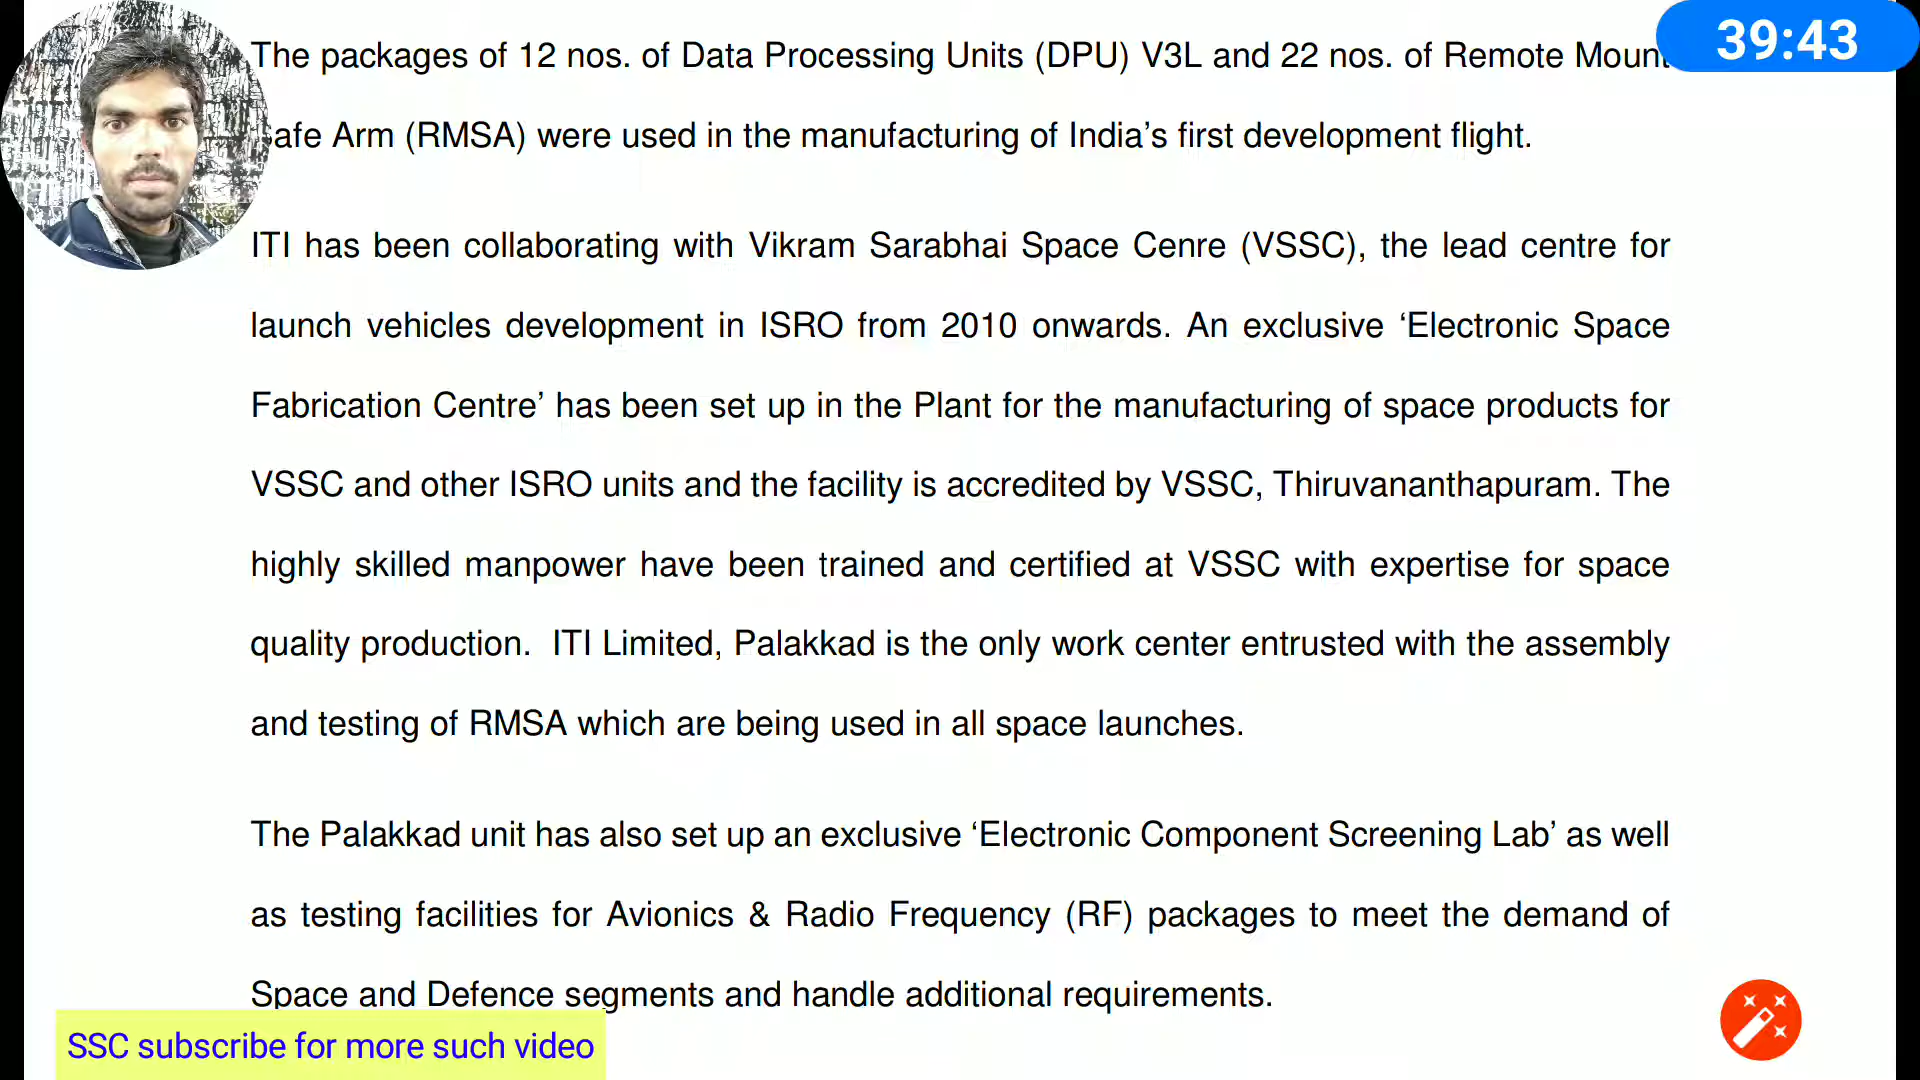 The packages of 12 nos. of Data Processing Units (DPU) V3L and 22 nos. of Remote Mount
39:43
afe Arm (RMSA) were used in the manufacturing of India’s first development flight.
ITI has been collaborating with Vikram Sarabhai Space Cenre (VSSC), the lead centre for
launch vehicles development in ISRO from 2010 onwards. An exclusive ‘Electronic Space
Fabrication Centre’ has been set up in the Plant for the manufacturing of space products for
VSSC and other ISRO units and the facility is accredited by VSSC, Thiruvananthapuram. The
highly skilled manpower have been trained and certified at VSSC with expertise for space
quality production. ITI Limited, Palakkad is the only work center entrusted with the assembly
and testing of RMSA which are being used in all space launches.
The Palakkad unit has also set up an exclusive ‘Electronic Component Screening Lab’ as well
as testing facilities for Avionics & Radio Frequency (RF) packages to meet the demand of
Space and Defence segments and handle additional requirements.
SSC subscribe for more such video